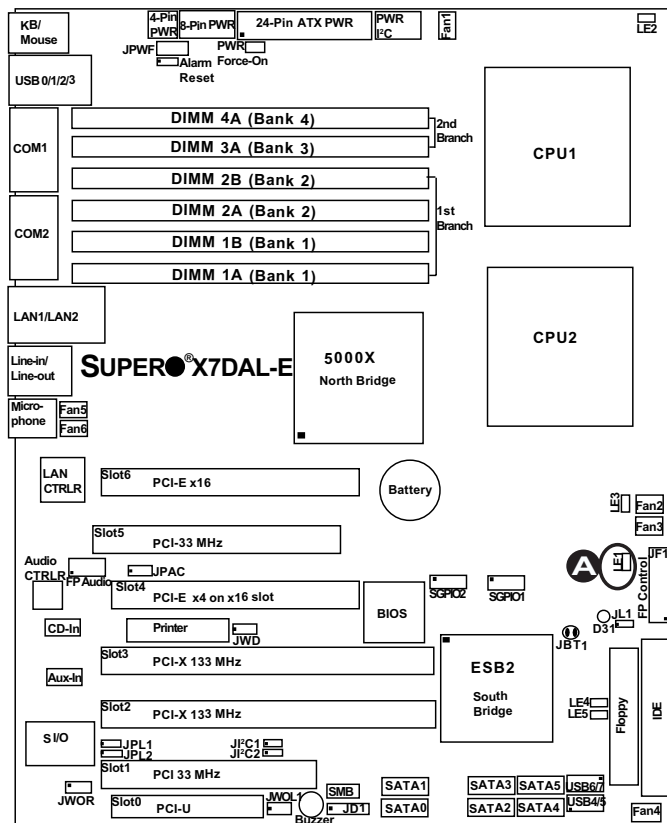 KB/
Mouse
4-Pin
PWR
8-Pin PWR
24-Pin ATX PWR
PWR
I²C
Fan1
LE2
JPWF
PWR
Force-On
Alarm
Reset
USB 0/1/2/3
DIMM 4A (Bank 4)
DIMM 3A (Bank 3)
2nd
Branch
DIMM 2B (Bank 2)
DIMM 2A (Bank 2)
DIMM 1B (Bank 1)
DIMM 1A (Bank 1)
1st
Branch
COM1
COM2
CPU1
LAN1/LAN2
CPU2
5000X
North Bridge
Line-in/
Line-out
SUPER®X7DAL-E
Micro-
phone
Fan5
Fan6
LAN
CTRLR
Slot6
PCI-E x16
Battery
LE3
Fan2
Fan3
Slot5
PCI-33 MHz
Audio
CTRLR
FP Audio
JPAC
A
LE1
JF1
FP Control
Slot4
PCI-E x4 on x16 slot
BIOS
SGPIO2
SGPIO1
CD-In
Printer
JWD
JBT1
D31
JL1
Slot3
PCI-X 133 MHz
Aux-In
ESB2
South
Bridge
Slot2
PCI-X 133 MHz
LE4
LE5
Floppy
IDE
S I/O
JPL1
JPL2
JI²C1
JI²C2
Slot1
PCI 33 MHz
JWOR
Slot0
PCI-U
JWOL1
Buzzer
SMB
JD1
SATA1
SATA0
SATA3
SATA5
USB6/7
SATA2
SATA4
USB4/5
Fan4